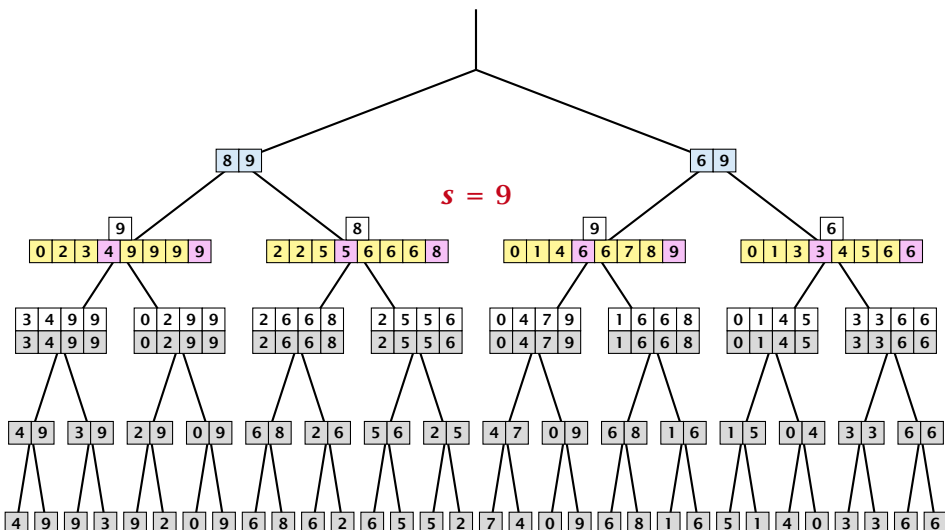 8 9 6 9
s = 9
9 8 9 6
0 2 3 4 9 9 9 9 2 2 5 5 6 6 6 8 0 1 4 6 6 7 8 9 0 1 3 3 4 5 6 6
3 4 9 9 0 2 9 9 2 6 6 8 2 5 5 6 0 4 7 9 1 6 6 8 0 1 4 5 3 3 6 6
3 4 9 9 0 2 9 9 2 6 6 8 2 5 5 6 0 4 7 9 1 6 6 8 0 1 4 5 3 3 6 6
4 9 3 9 2 9 0 9 6 8 2 6 5 6 2 5 4 7 0 9 6 8 1 6 1 5 0 4 3 3 6 6
4 9 9 3 9 2 0 9 6 8 6 2 6 5 5 2 7 4 0 9 6 8 1 6 5 1 4 0 3 3 6 6